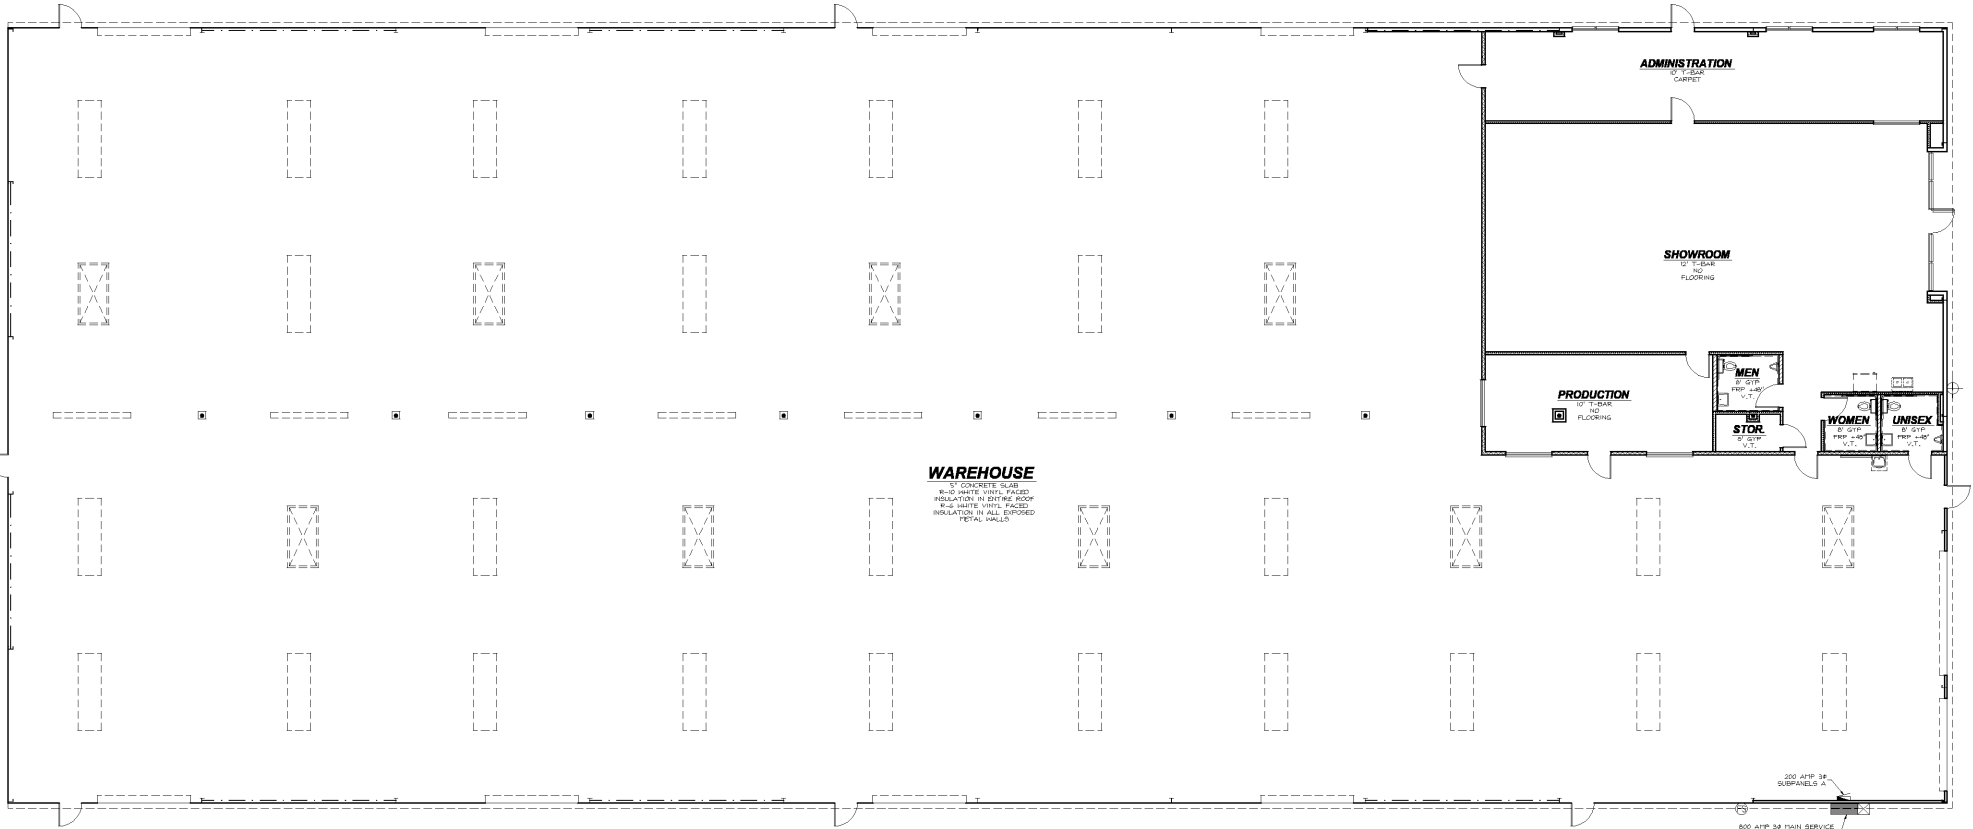 ADMINISTRATION
10' T-BAR
CARPET
SHOWROOM
12' T-BAR
NO
FLOORING
MEN
8' GYP
FRP +48"
V.T.
PRODUCTION
10' T-BAR
NO
FLOORING
STOR.
8' GYP
V.T.
WOMEN
8' GYP
FRP +48"
V.T.
UNISEX
8' GYP
FRP +48"
V.T.
WAREHOUSE
5" CONCRETE SLAB
R-10 WHITE VINYL FACED
INSULATION IN ENTIRE ROOF
R-6 WHITE VINYL FACED
INSULATION IN ALL EXPOSED
METAL WALLS
200 AMP 3Φ
SUBPANELS A
800 AMP 3Φ MAIN SERVICE